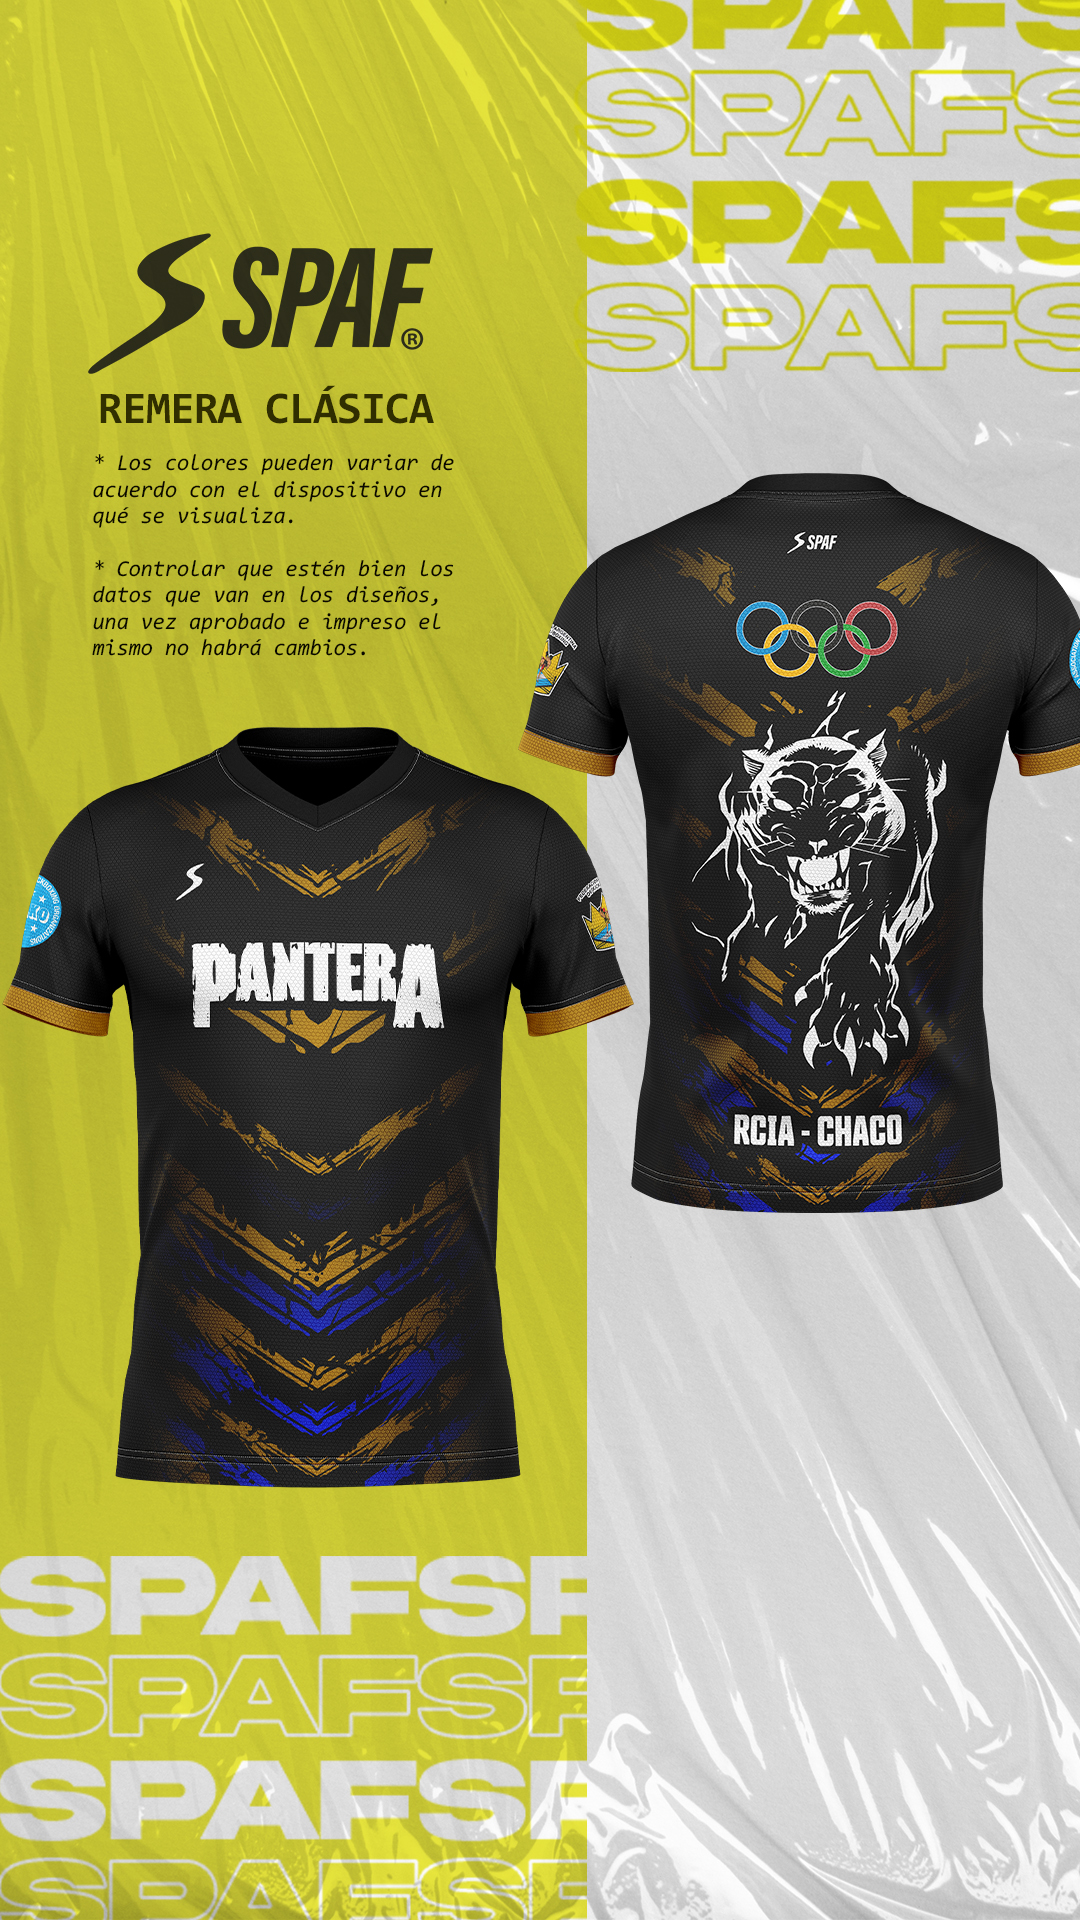 SPAFS
SPAFS
SPAFS
SPAFS
SPAF®
REMERA CLÁSICA
* Los colores pueden variar de
acuerdo con el dispositivo en
qué se visualiza.
* Controlar que estén bien los
datos que van en los diseños,
una vez aprobado e impreso el
mismo no habrá cambios.
SPAF
PANTERA
RCIA - CHACO
SPAFSP
SPAFSP
SPAFSP
SPAFSP